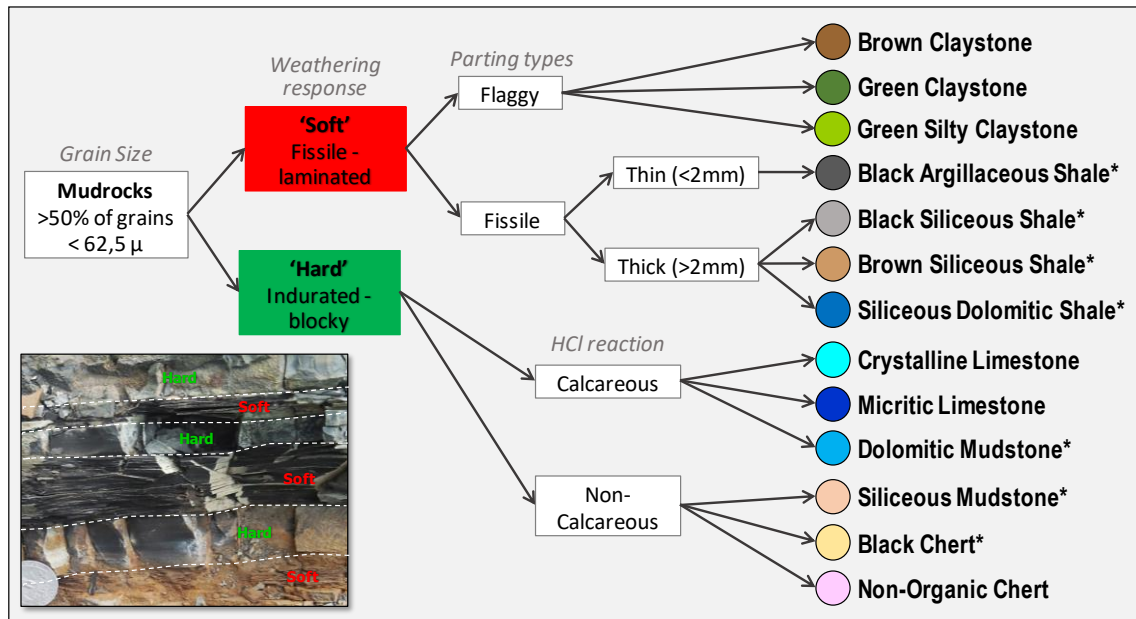 Grain Size
Mudrocks
>50% of grains
< 62,5 µ
Weathering
response
'Soft'
Fissile -
laminated
'Hard'
Indurated -
blocky
Parting types
Flaggy
Fissile
Thin (<2mm)
Thick (>2mm)
HCl reaction
Calcareous
Non-
Calcareous
Brown Claystone
Green Claystone
Green Silty Claystone
Black Argillaceous Shale*
Black Siliceous Shale*
Brown Siliceous Shale*
Siliceous Dolomitic Shale*
Crystalline Limestone
Micritic Limestone
Dolomitic Mudstone*
Siliceous Mudstone*
Black Chert*
Non-Organic Chert
Hard
Soft
Hard
Soft
Hard
Soft